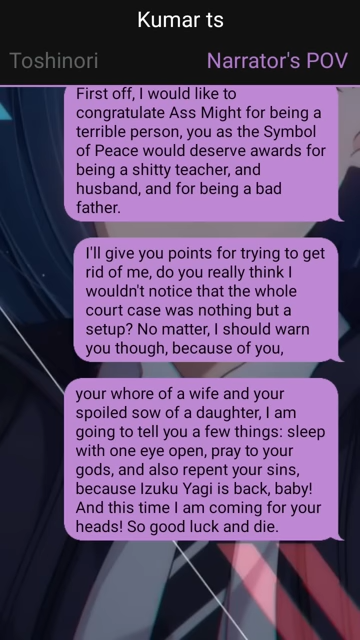 Kumar ts
Toshinori
Narrator's POV
First off, I would like to
congratulate Ass Might for being a
terrible person, you as the Symbol
of Peace would deserve awards for
being a shitty teacher, and
husband, and for being a bad
father.
I'll give you points for trying to get
rid of me, do you really think I
wouldn't notice that the whole
court case was nothing but a
setup? No matter, I should warn
you though, because of you,
your whore of a wife and your
spoiled sow of a daughter, I am
going to tell you a few things: sleep
with one eye open, pray to your
gods, and also repent your sins,
because Izuku Yagi is back, baby!
And this time I am coming for your
heads! So good luck and die.